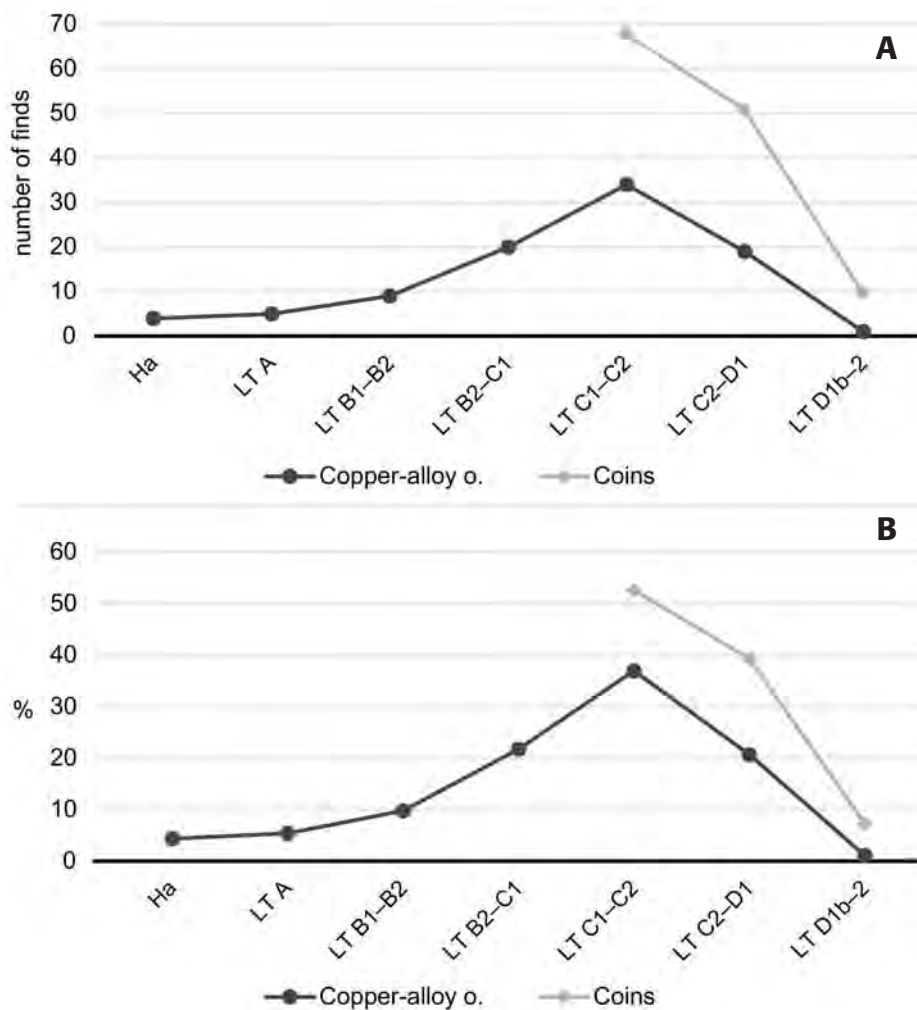 A
number of finds
70
60
50
40
30
20
10
0
Ha
LT A
LT B1–B2
LT B2–C1
LT C1–C2
LT C2–D1
LT D1b–2
Copper-alloy o.
Coins
B
%
60
50
40
30
20
10
0
Ha
LT A
LT B1–B2
LT B2–C1
LT C1–C2
LT C2–D1
LT D1b–2
Copper-alloy o.
Coins